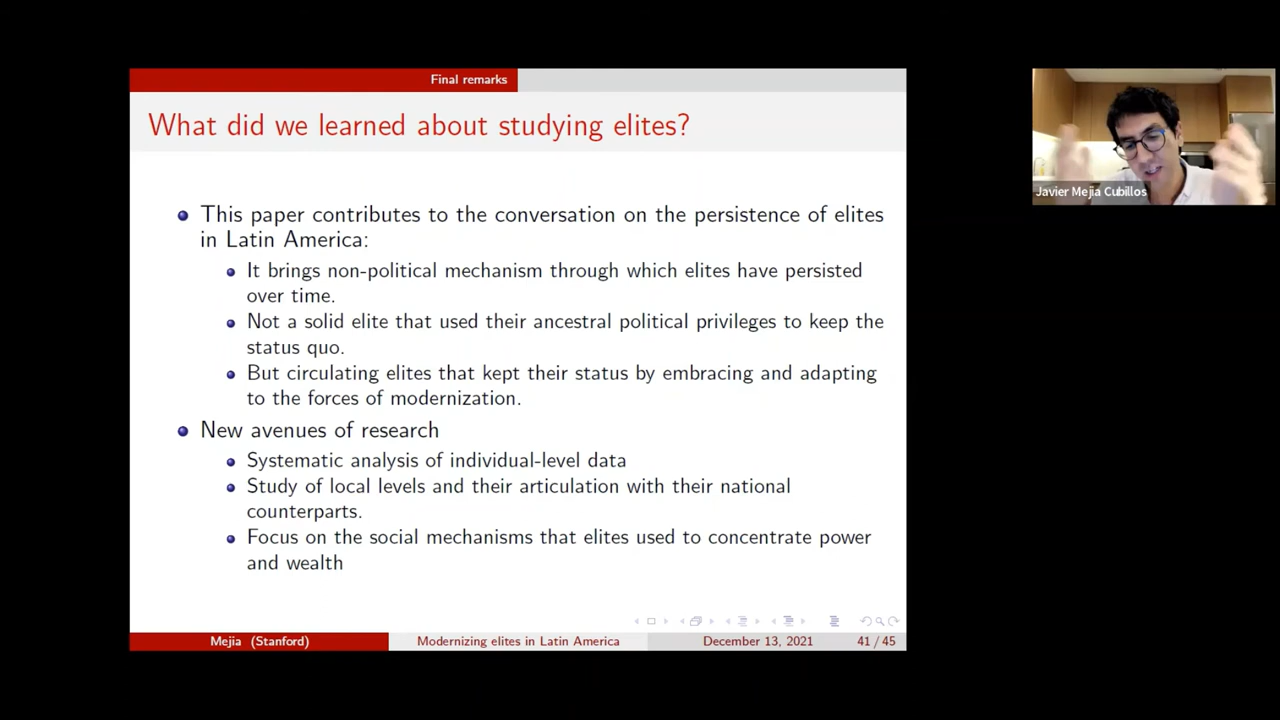 Final remarks
What did we learned about studying elites?
This paper contributes to the conversation on the persistence of elites
in Latin America:
It brings non-political mechanism through which elites have persisted
over time.
Not a solid elite that used their ancestral political privileges to keep the
status quo.
But circulating elites that kept their status by embracing and adapting
to the forces of modernization.
New avenues of research
Systematic analysis of individual-level data
Study of local levels and their articulation with their national
counterparts.
Focus on the social mechanisms that elites used to concentrate power
and wealth
Mejia (Stanford)
Modernizing elites in Latin America
December 13, 2021
41 / 45
Javier Mejia Cubillos